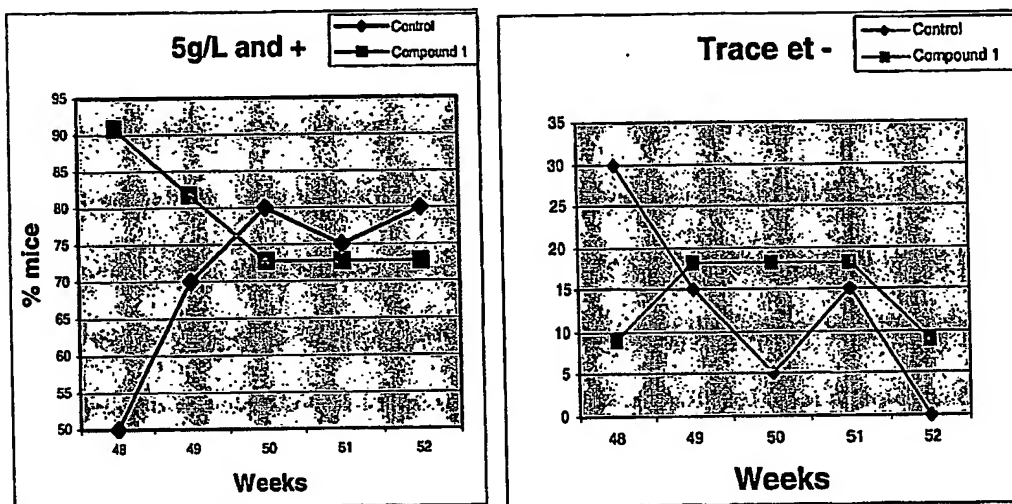 5g/L and +
Control
Compound 1
95
90
85
80
75
70
65
60
55
50
% mice
48 49 50 51 52
Weeks
Trace et -
Control
Compound 1
35
30
25
20
15
10
5
0
48 49 50 51 52
Weeks